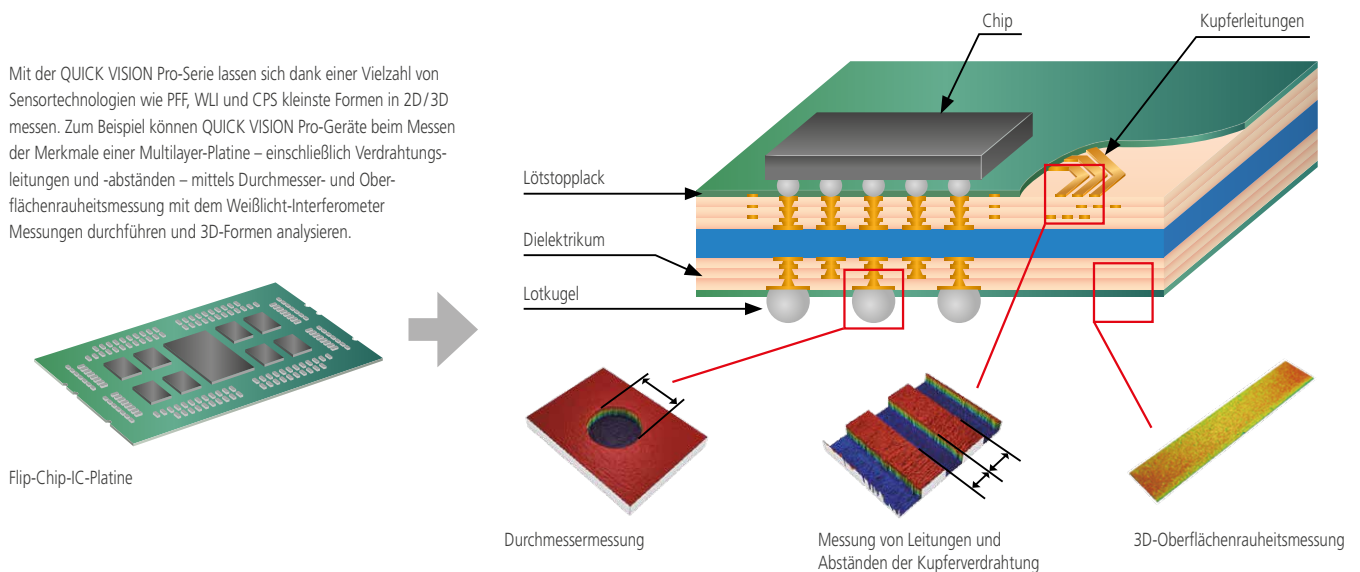 Mit der QUICK VISION Pro-Serie lassen sich dank einer Vielzahl von
Sensortechnologien wie PFF, WLI und CPS kleinste Formen in 2D/3D
messen. Zum Beispiel können QUICK VISION Pro-Geräte beim Messen
der Merkmale einer Multilayer-Platine – einschließlich Verdrahtungs-
leitungen und -abständen – mittels Durchmesser- und Ober-
flächenrauheitsmessung mit dem Weißlicht-Interferometer
Messungen durchführen und 3D-Formen analysieren.
Flip-Chip-IC-Platine
Chip
Kupferleitungen
Lötstopplack
Dielektrikum
Lotkugel
Durchmessermessung
Messung von Leitungen und
Abständen der Kupferverdrahtung
3D-Oberflächenrauheitsmessung